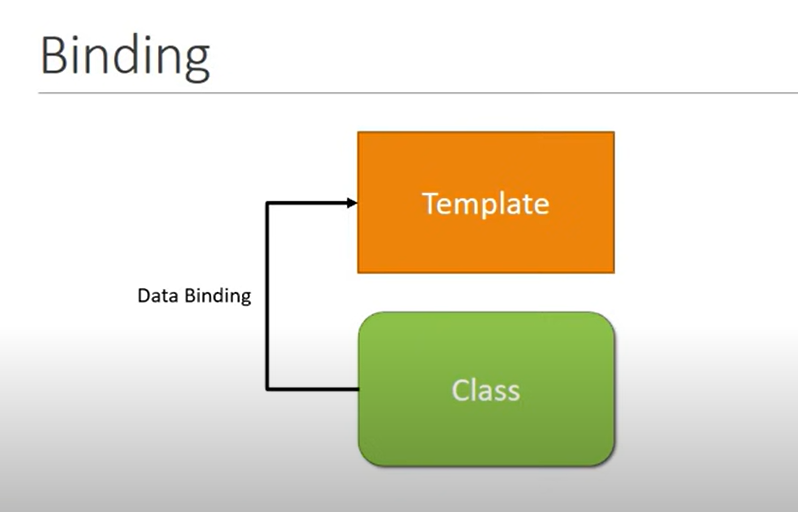 Binding
Template
Data Binding
Class